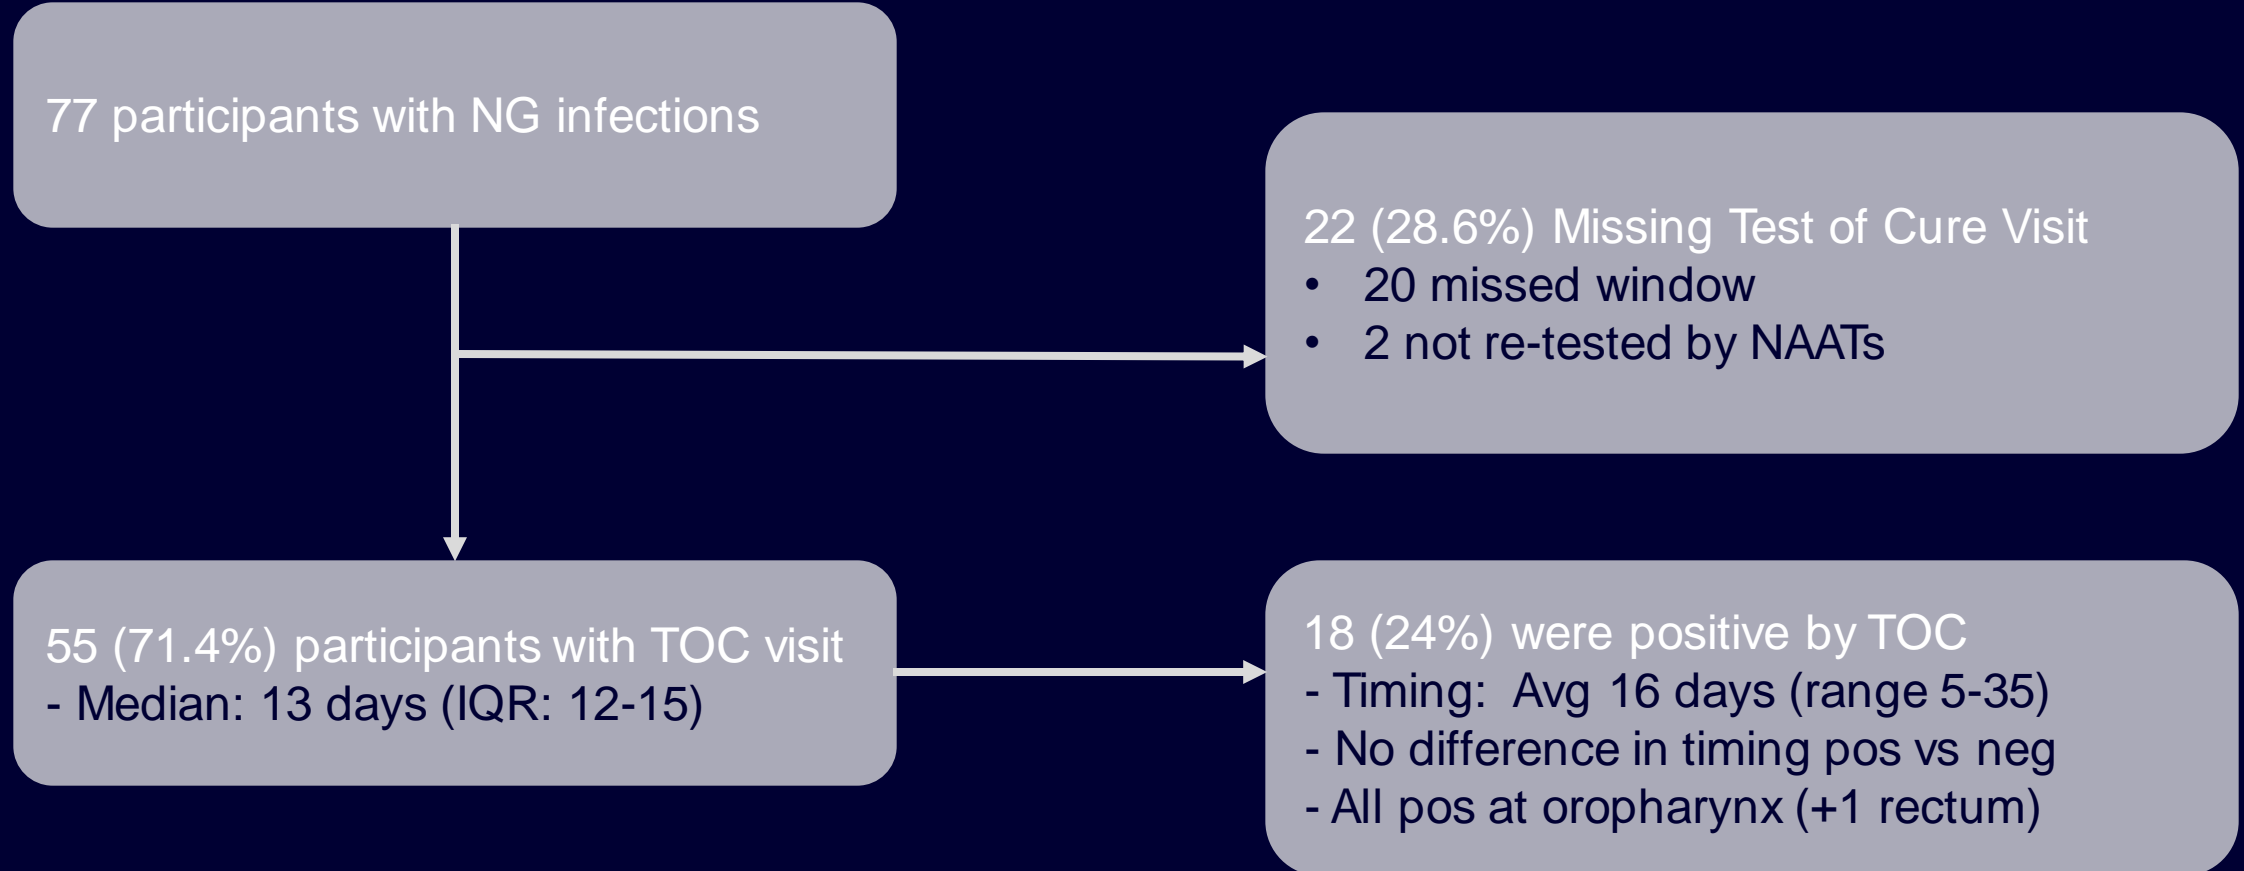 77 participants with NG infections
22 (28.6%) Missing Test of Cure Visit
• 20 missed window
• 2 not re-tested by NAATs
55 (71.4%) participants with TOC visit
- Median: 13 days (IQR: 12-15)
18 (24%) were positive by TOC
- Timing: Avg 16 days (range 5-35)
- No difference in timing pos vs neg
- All pos at oropharynx (+1 rectum)